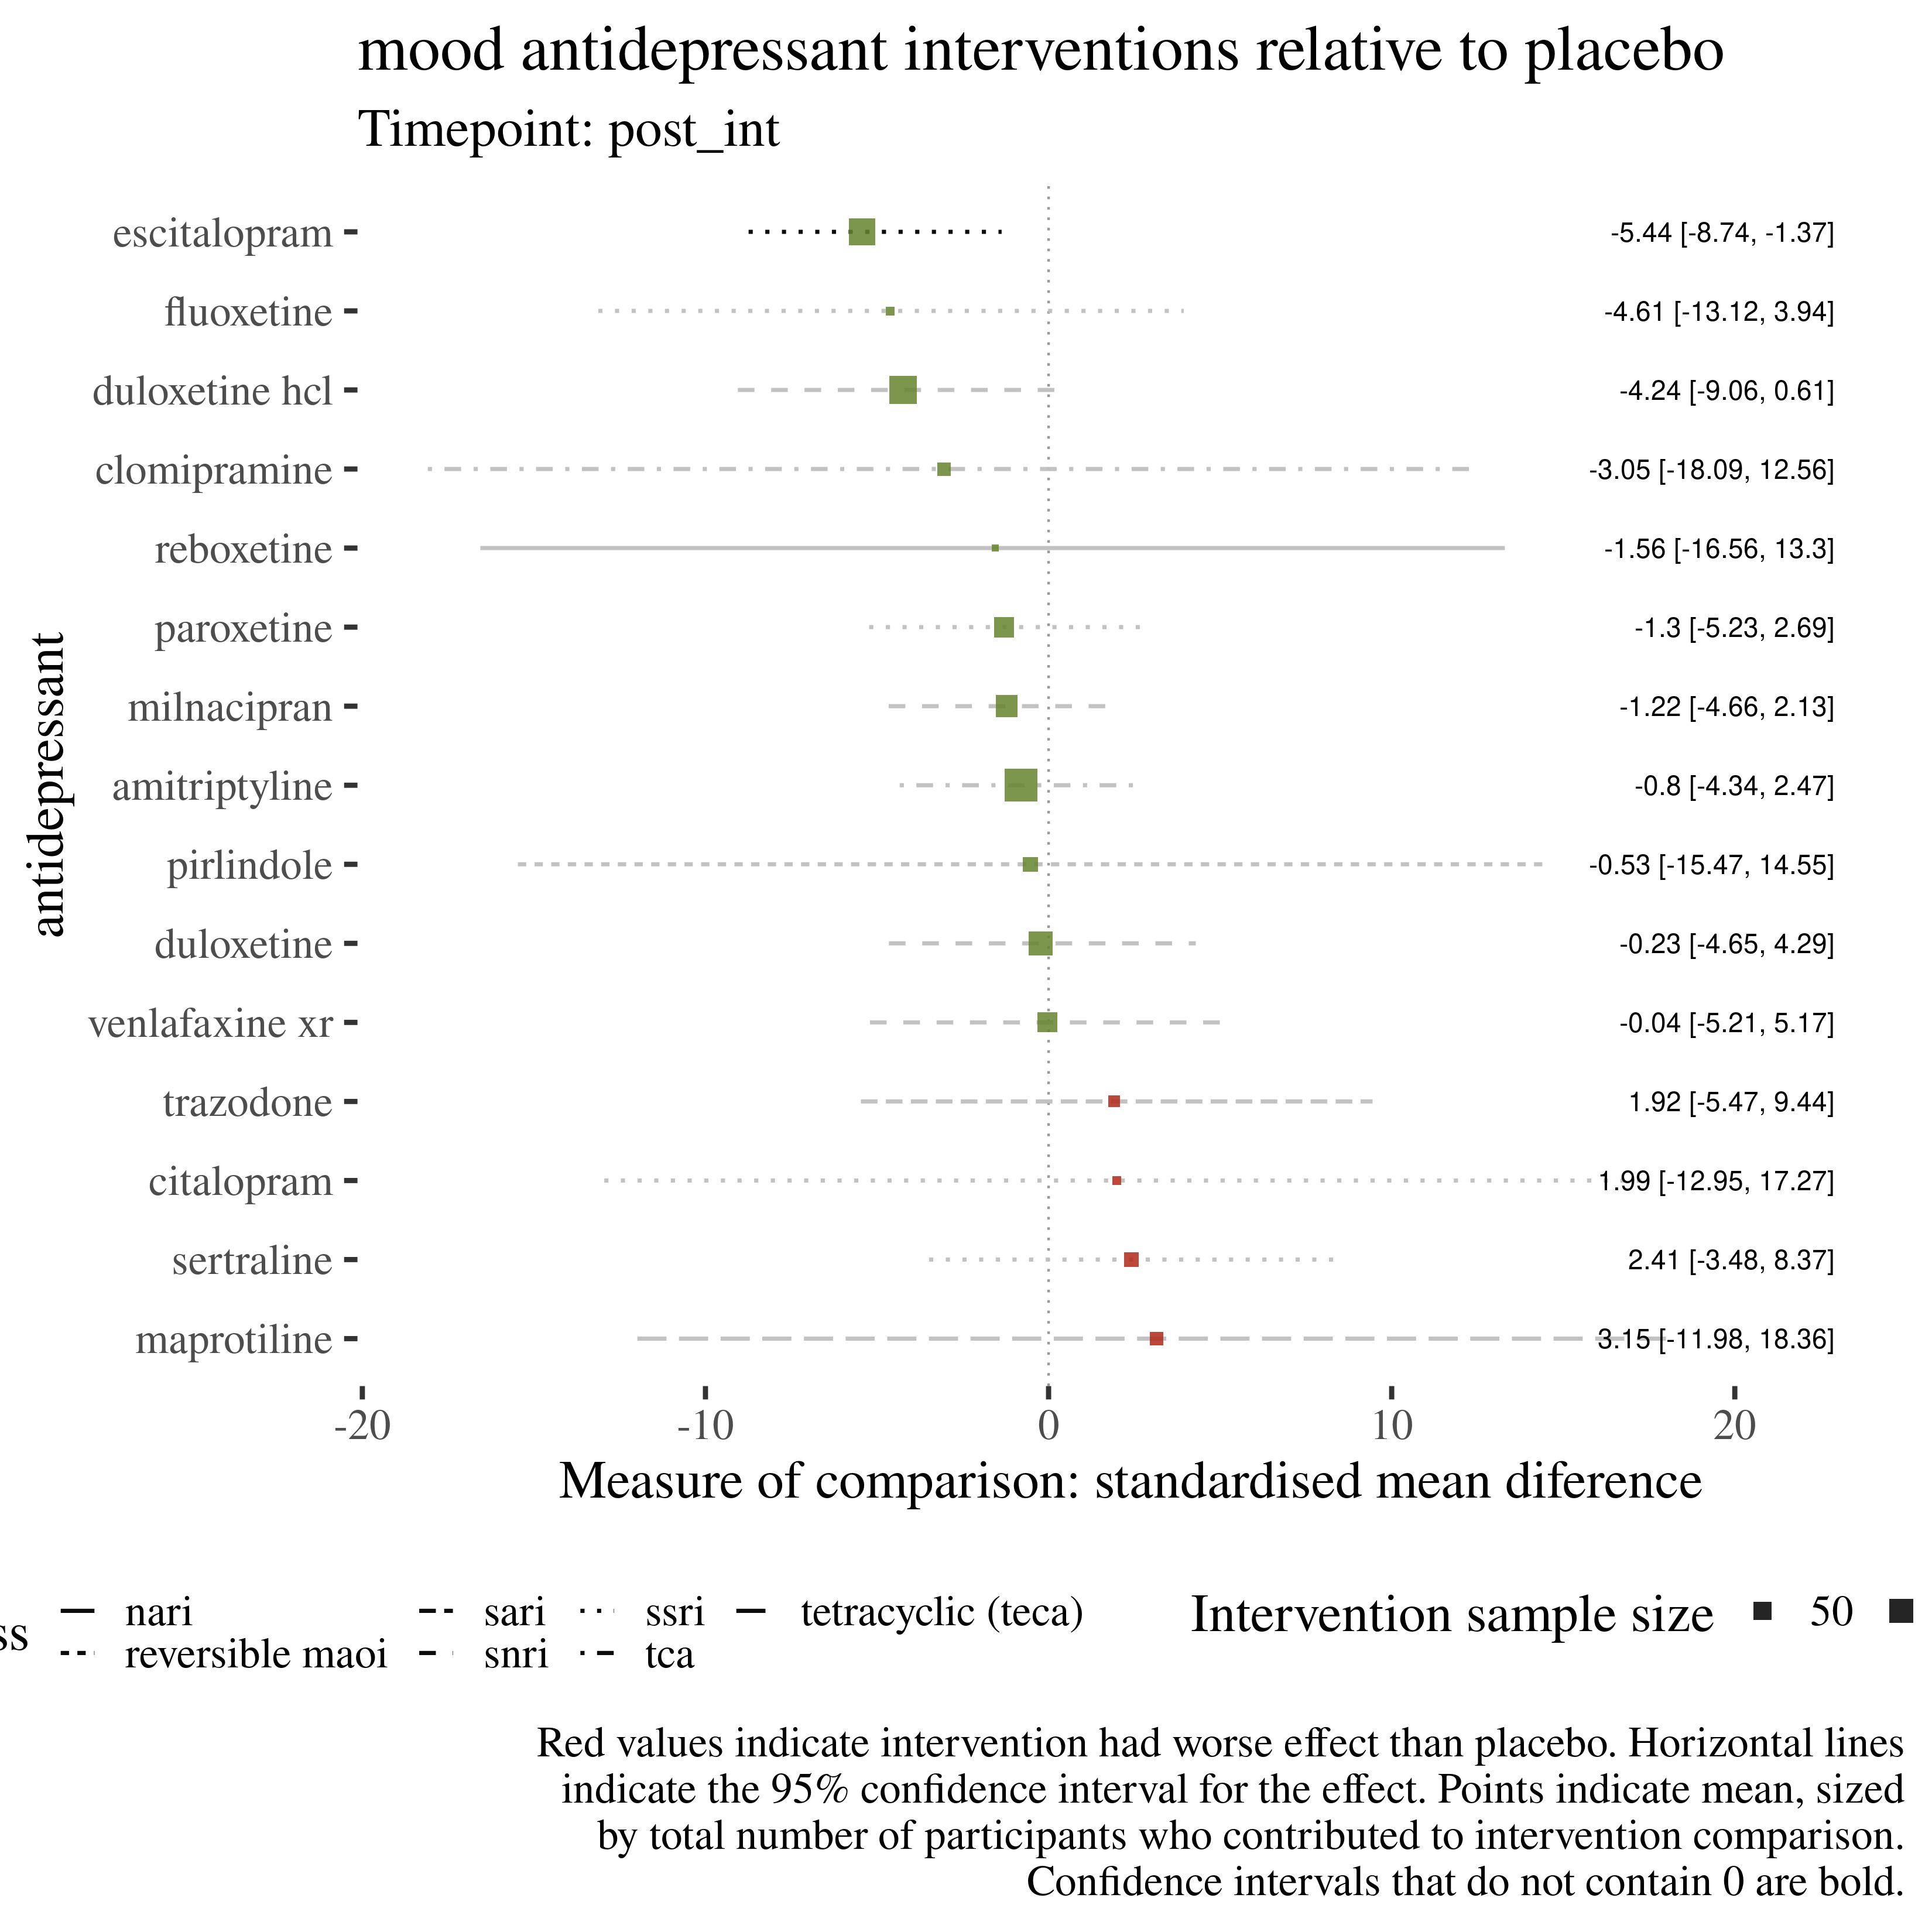 mood antidepressant interventions relative to placebo
Timepoint: post_int
antidepressant
escitalopram -5.44 [-8.74, -1.37]
fluoxetine -4.61 [-13.12, 3.94]
duloxetine hcl -4.24 [-9.06, 0.61]
clomipramine -3.05 [-18.09, 12.56]
reboxetine -1.56 [-16.56, 13.3]
paroxetine -1.3 [-5.23, 2.69]
milnacipran -1.22 [-4.66, 2.13]
amitriptyline -0.8 [-4.34, 2.47]
pirlindole -0.53 [-15.47, 14.55]
duloxetine -0.23 [-4.65, 4.29]
venlafaxine xr -0.04 [-5.21, 5.17]
trazodone 1.92 [-5.47, 9.44]
citalopram 1.99 [-12.95, 17.27]
sertraline 2.41 [-3.48, 8.37]
maprotiline 3.15 [-11.98, 18.36]
-20 -10 0 10 20
Measure of comparison: standardised mean diference
ss nari sari ssri tetracyclic (teca) Intervention sample size 50
reversible maoi snri tca
Red values indicate intervention had worse effect than placebo. Horizontal lines
indicate the 95% confidence interval for the effect. Points indicate mean, sized
by total number of participants who contributed to intervention comparison.
Confidence intervals that do not contain 0 are bold.